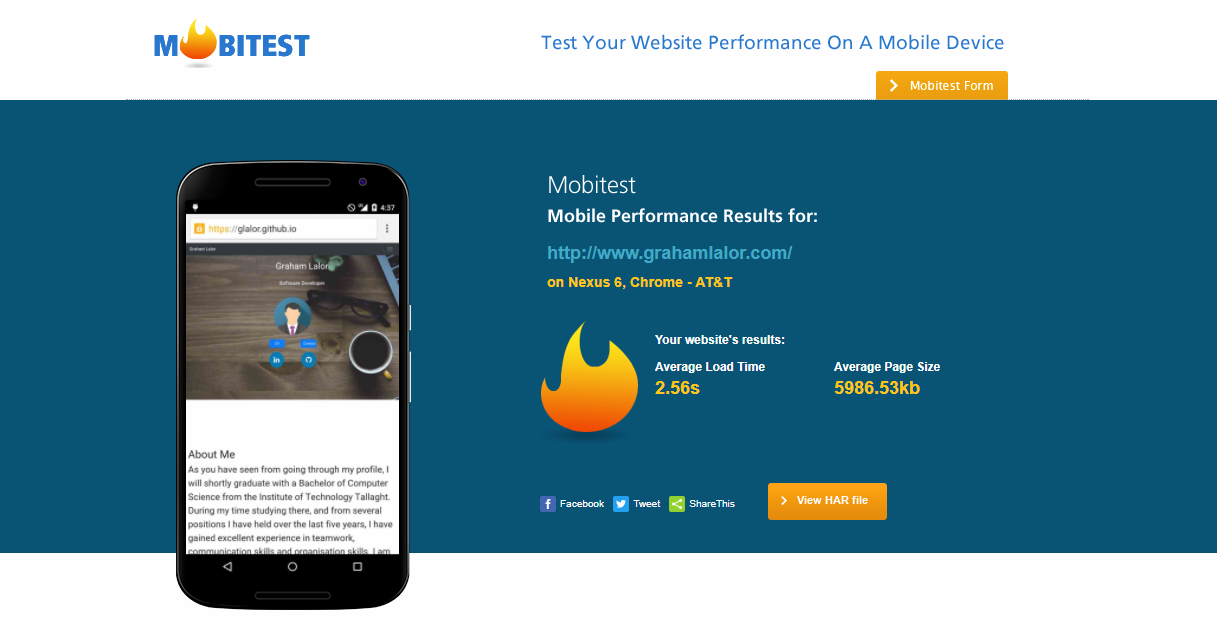 MOBITEST
Test Your Website Performance On A Mobile Device
Mobitest Form
4:37
https://glalor.github.io
Graham Lalor
Graham Lalor
Software Developer
in
About Me
As you have seen from going through my profile, I
will shortly graduate with a Bachelor of Computer
Science from the Institute of Technology Tallaght.
During my time studying there, and from several
positions I have held over the last five years, I have
gained excellent experience in teamwork,
communication skills and organisation skills. I am
Mobitest
Mobile Performance Results for:
http://www.grahamlalor.com/
on Nexus 6, Chrome - AT&T
Your website's results:
Average Load Time
2.56s
Average Page Size
5986.53kb
Facebook
Tweet
ShareThis
View HAR file